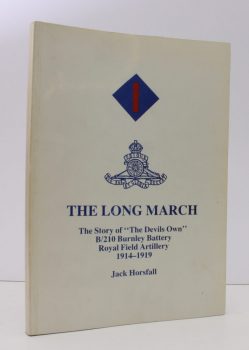 THE LONG MARCH
The Story of "The Devils Own"
B/210 Burnley Battery
Royal Field Artillery
1914–1919
Jack Horsfall